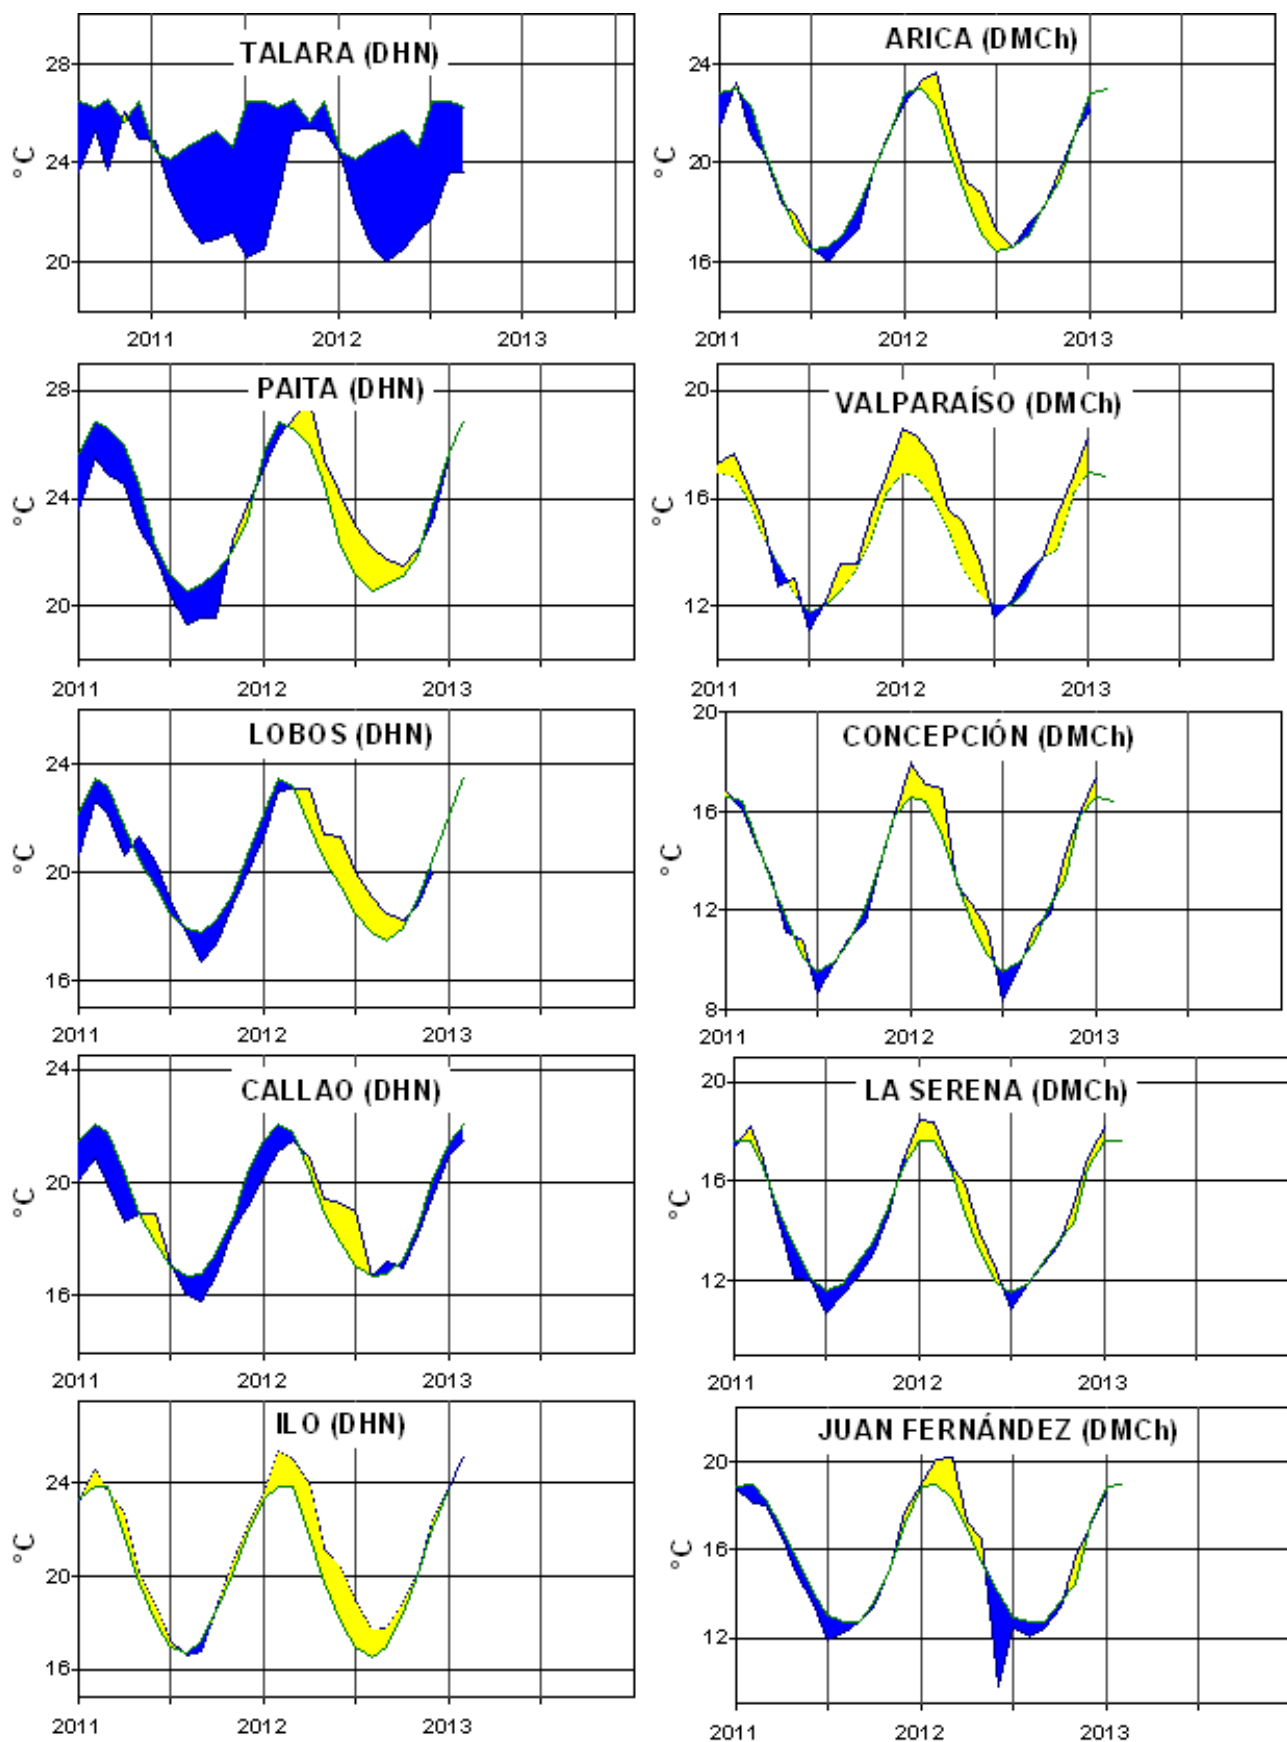 TALARA (DHN)
°C
28
24
20
2011 2012 2013
ARICA (DMCh)
°C
24
20
16
2011 2012 2013
PAITA (DHN)
°C
28
24
20
2011 2012 2013
VALPARAÍSO (DMCh)
°C
20
16
12
2011 2012 2013
LOBOS (DHN)
°C
24
20
16
2011 2012 2013
CONCEPCIÓN (DMCh)
°C
20
16
12
8
2011 2012 2013
CALLAO (DHN)
°C
24
20
16
2011 2012 2013
LA SERENA (DMCh)
°C
20
16
12
2011 2012 2013
ILO (DHN)
°C
24
20
16
2011 2012 2013
JUAN FERNÁNDEZ (DMCh)
°C
20
16
12
2011 2012 2013